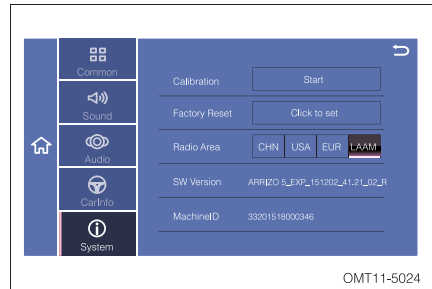 Common
Sound
Audio
CarInfo
System
Calibration Start
Factory Reset Click to set
Radio Area CHN USA EUR LAAM
SW Version ARRIZO 5_EXP_151202_41.21_02_R
MachineID 33201518000346
OMT11-5024